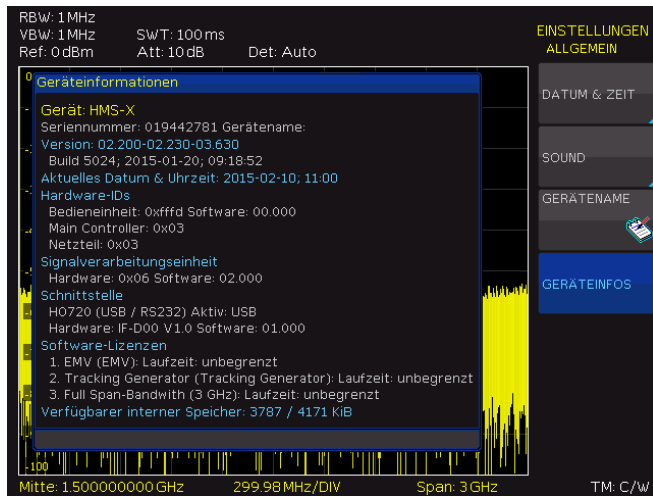 RBW: 1 MHz
VBW: 1 MHz SWT: 100 ms
Ref: 0 dBm Att: 10 dB Det: Auto
EINSTELLUNGEN
ALLGEMEIN
0
Geräteinformationen
Gerät: HMS-X
Seriennummer: 019442781 Gerätename:
Version: 02.200-02.230-03.630
Build 5024; 2015-01-20; 09:18:52
Aktuelles Datum & Uhrzeit: 2015-02-10; 11:00
Hardware-IDs
Bedieneinheit: 0xfffd Software: 00.000
Main Controller: 0x03
Netzteil: 0x03
Signalverarbeitungseinheit
Hardware: 0x06 Software: 02.000
Schnittstelle
HO720 (USB / RS232) Aktiv: USB
Hardware: IF-D00 V1.0 Software: 01.000
Software-Lizenzen
1. EMV (EMV): Laufzeit: unbegrenzt
2. Tracking Generator (Tracking Generator): Laufzeit: unbegrenzt
3. Full Span-Bandwith (3 GHz): Laufzeit: unbegrenzt
Verfügbarer interner Speicher: 3787 / 4171 KiB
-100
DATUM & ZEIT
SOUND
GERÄTENAME
GERÄTEINFOS
Mitte: 1.500000000 GHz 299.98 MHz/DIV Span: 3 GHz TM: C/W